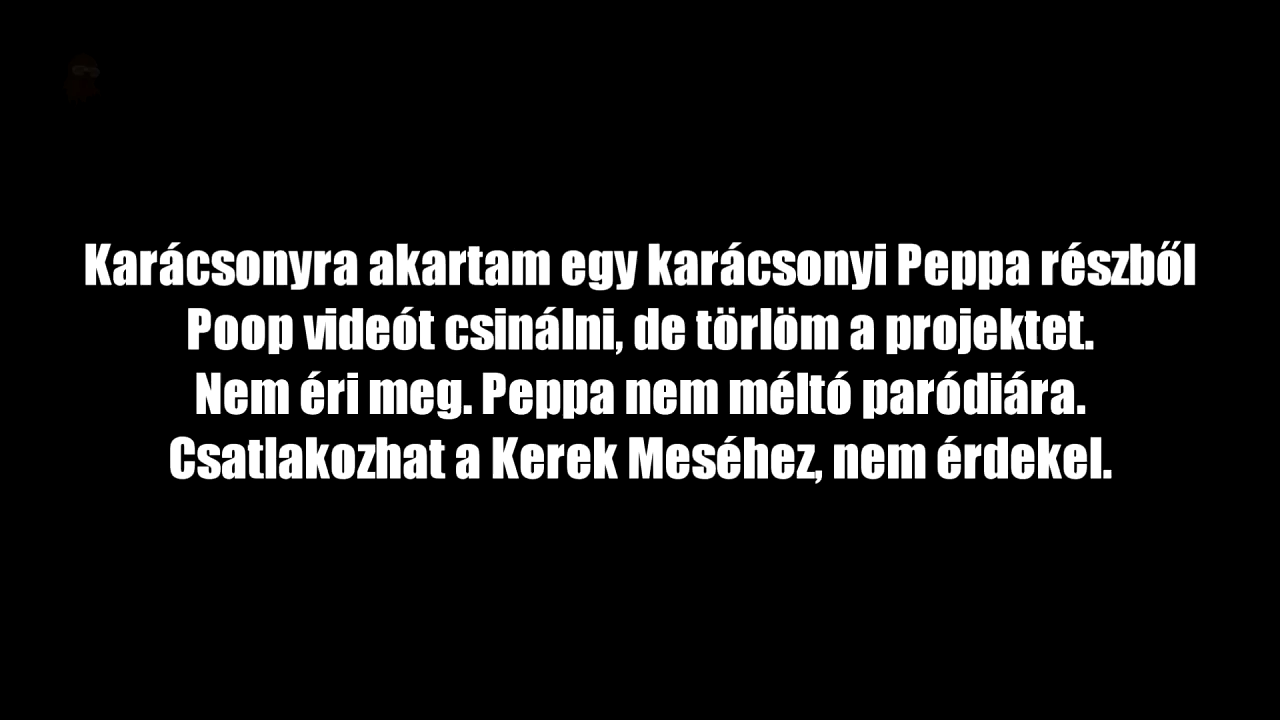 Karácsonyra akartam egy karácsonyi Peppa részből
Poop videót csinálni, de törlöm a projektet.
Nem éri meg. Peppa nem méltó paródiára.
Csatlakozhat a Kerek Meséhez, nem érdekel.